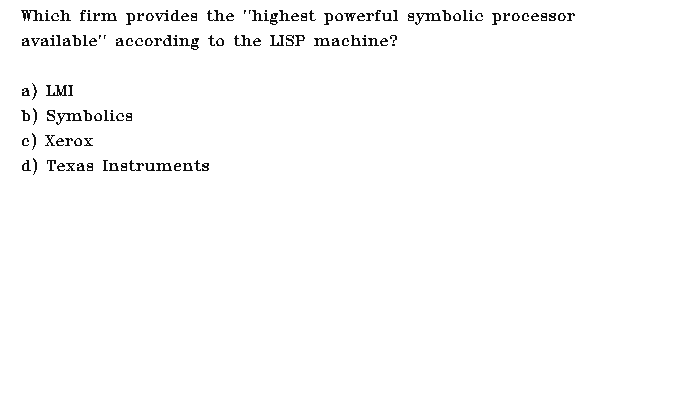 Which firm provides the "highest powerful symbolic processor
available" according to the LISP machine?
a) LMI
b) Symbolics
c) Xerox
d) Texas Instruments